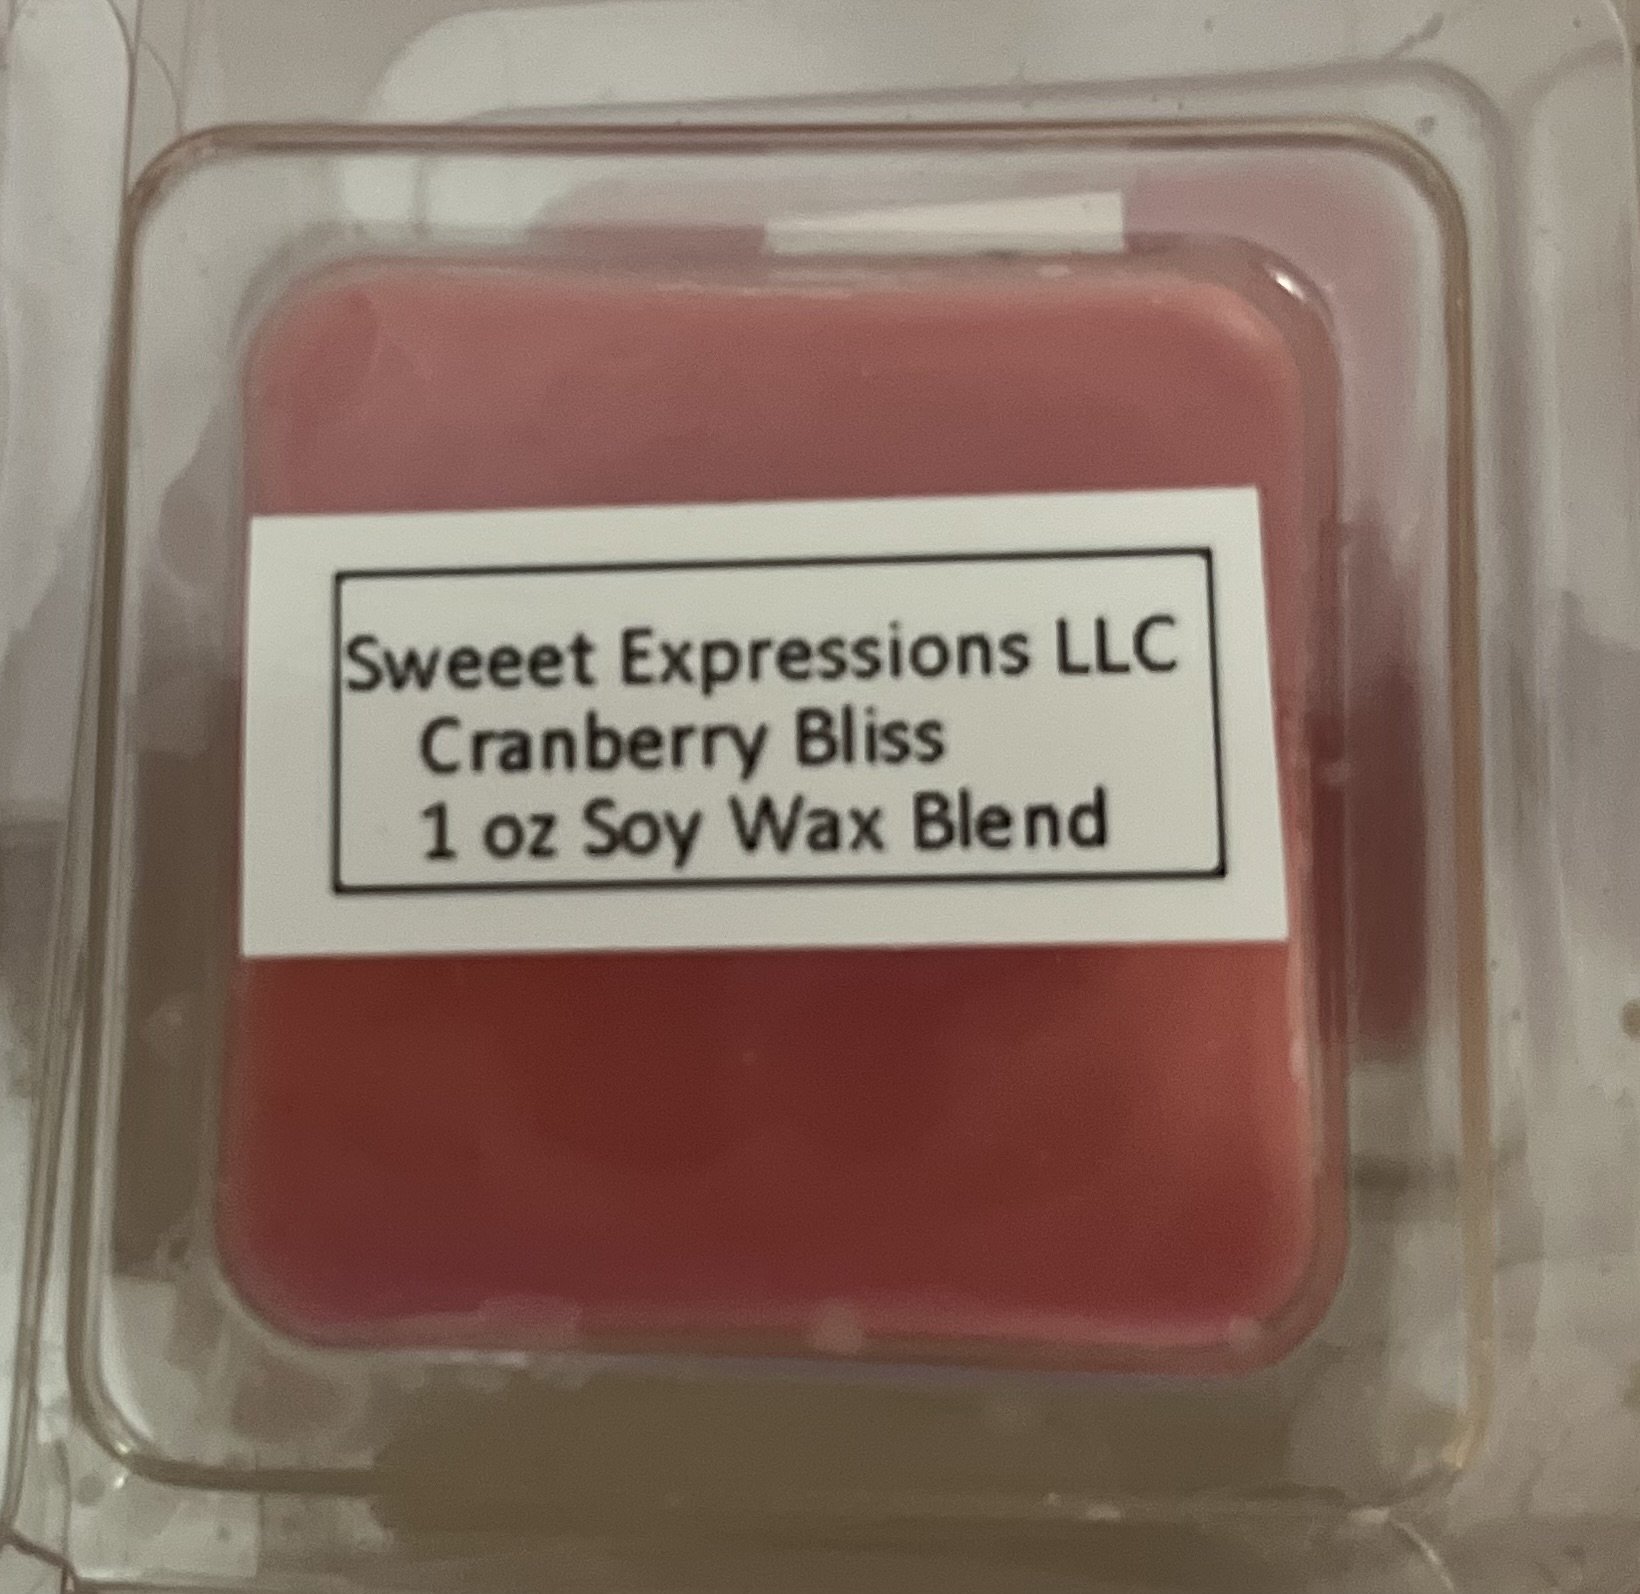 Sweeet Expressions LLC
Cranberry Bliss
1 oz Soy Wax Blend